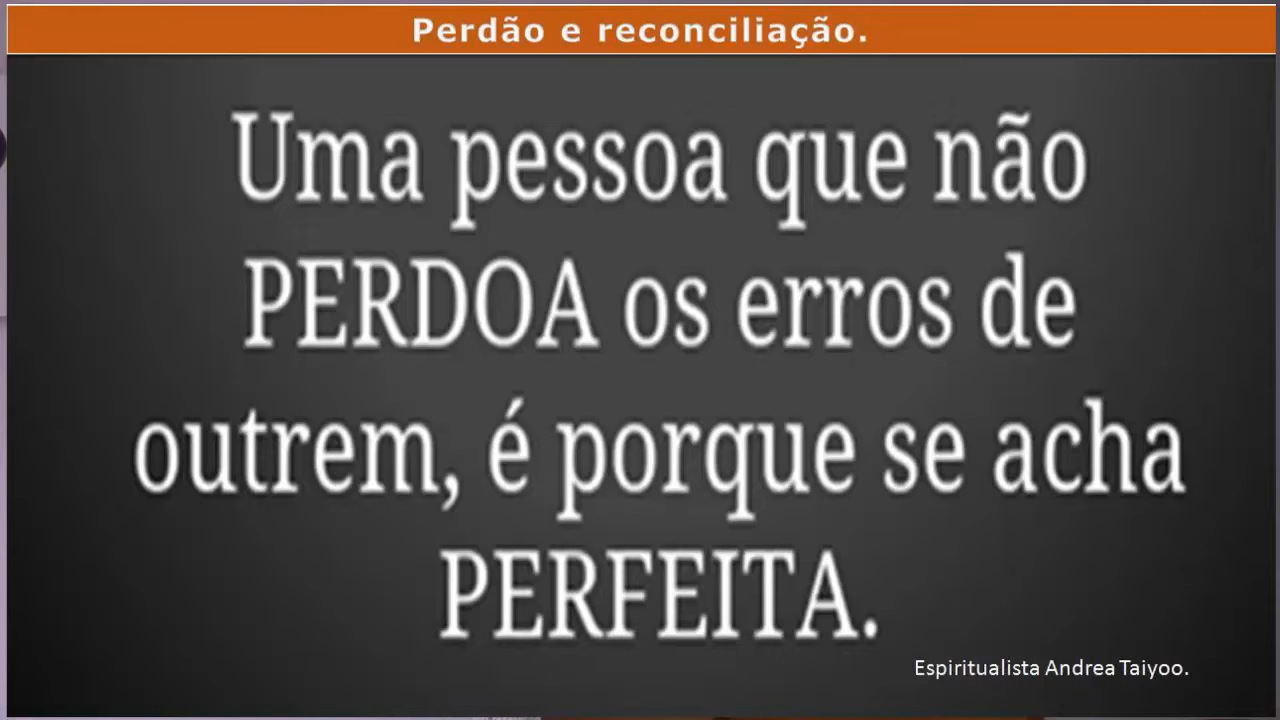 Perdão e reconciliação.
Uma pessoa que não
PERDOA os erros de
outrem, é porque se acha
PERFEITA.
Espiritualista Andrea Taiyoo.